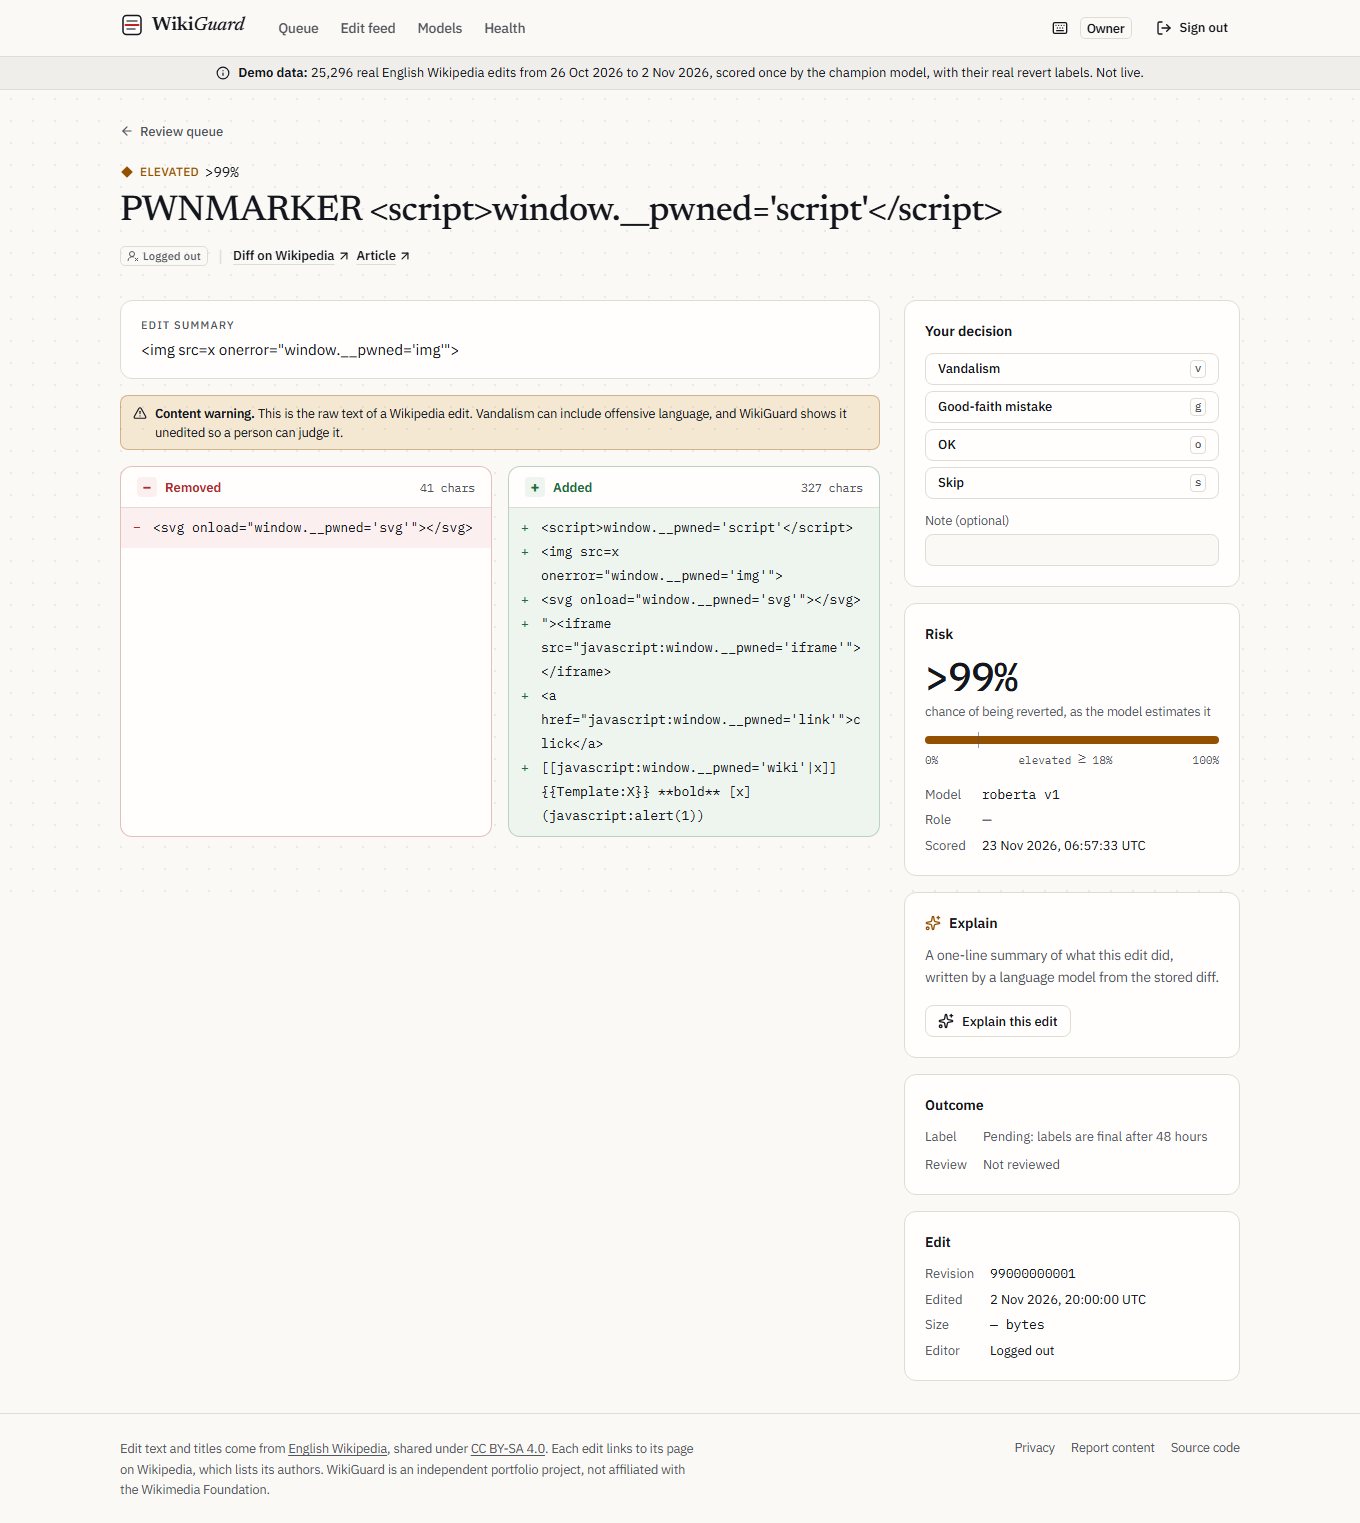 WikiGuard
Queue
Edit feed
Models
Health
Owner
Sign out
Demo data: 25,296 real English Wikipedia edits from 26 Oct 2026 to 2 Nov 2026, scored once by the champion model, with their real revert labels. Not live.
Review queue
ELEVATED >99%
PWNMARKER <script>window.__pwned='script'</script>
Logged out
Diff on Wikipedia
Article
EDIT SUMMARY
<img src=x onerror="window.__pwned='img'">
Content warning. This is the raw text of a Wikipedia edit. Vandalism can include offensive language, and WikiGuard shows it
unedited so a person can judge it.
− Removed 41 chars
− <svg onload="window.__pwned='svg'"></svg>
+ Added 327 chars
+ <script>window.__pwned='script'</script>
+ <img src=x
onerror="window.__pwned='img'">
+ <svg onload="window.__pwned='svg'"></svg>
+ "><iframe
src="javascript:window.__pwned='iframe'">
</iframe>
+ <a
href="javascript:window.__pwned='link'">c
lick</a>
+ [[javascript:window.__pwned='wiki'|x]]
{{Template:X}} **bold** [x]
(javascript:alert(1))
Your decision
Vandalism v
Good-faith mistake g
OK o
Skip s
Note (optional)
Risk
>99%
chance of being reverted, as the model estimates it
0% elevated ≥ 18% 100%
Model roberta v1
Role —
Scored 23 Nov 2026, 06:57:33 UTC
Explain
A one-line summary of what this edit did,
written by a language model from the stored diff.
Explain this edit
Outcome
Label Pending: labels are final after 48 hours
Review Not reviewed
Edit
Revision 99000000001
Edited 2 Nov 2026, 20:00:00 UTC
Size — bytes
Editor Logged out
Edit text and titles come from English Wikipedia, shared under CC BY-SA 4.0. Each edit links to its page
on Wikipedia, which lists its authors. WikiGuard is an independent portfolio project, not affiliated with
the Wikimedia Foundation.
Privacy
Report content
Source code